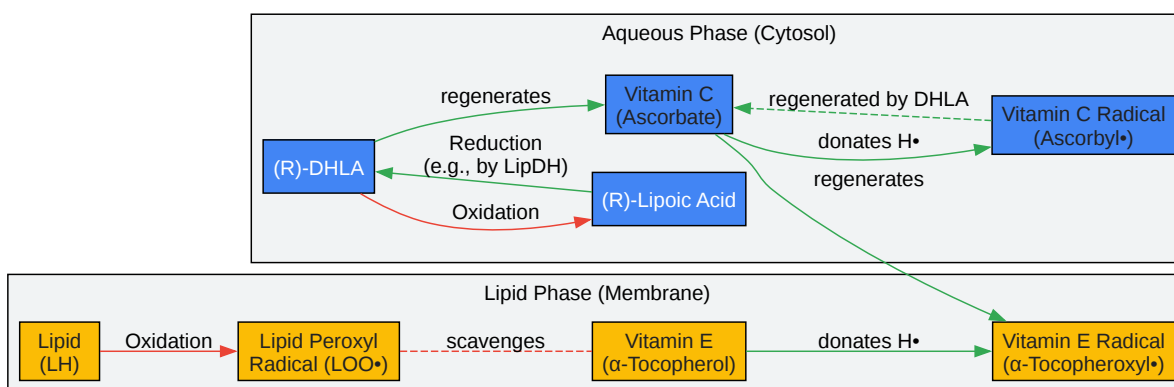 Aqueous Phase (Cytosol)
regenerates
Vitamin C
(Ascorbate)
regenerated by DHLA
Vitamin C Radical
(Ascorbyl•)
donates H•
Reduction
(e.g., by LipDH)
(R)-DHLA
(R)-Lipoic Acid
regenerates
Oxidation
Lipid Phase (Membrane)
Lipid
(LH)
Oxidation
Lipid Peroxyl
Radical (LOO•)
scavenges
Vitamin E
(α-Tocopherol)
donates H•
Vitamin E Radical
(α-Tocopheroxyl•)